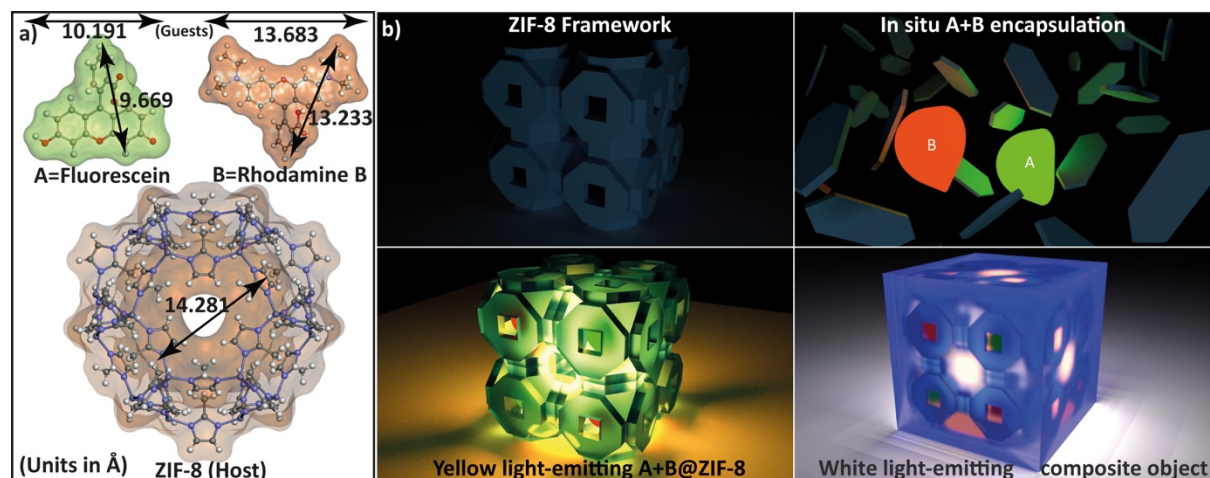 a)
10.191
(Guests)
13.683
9.669
13.233
A=Fluorescein
B=Rhodamine B
14.281
(Units in Å)
ZIF-8 (Host)
b)
ZIF-8 Framework
In situ A+B encapsulation
B
A
Yellow light-emitting A+B@ZIF-8
White light-emitting composite object